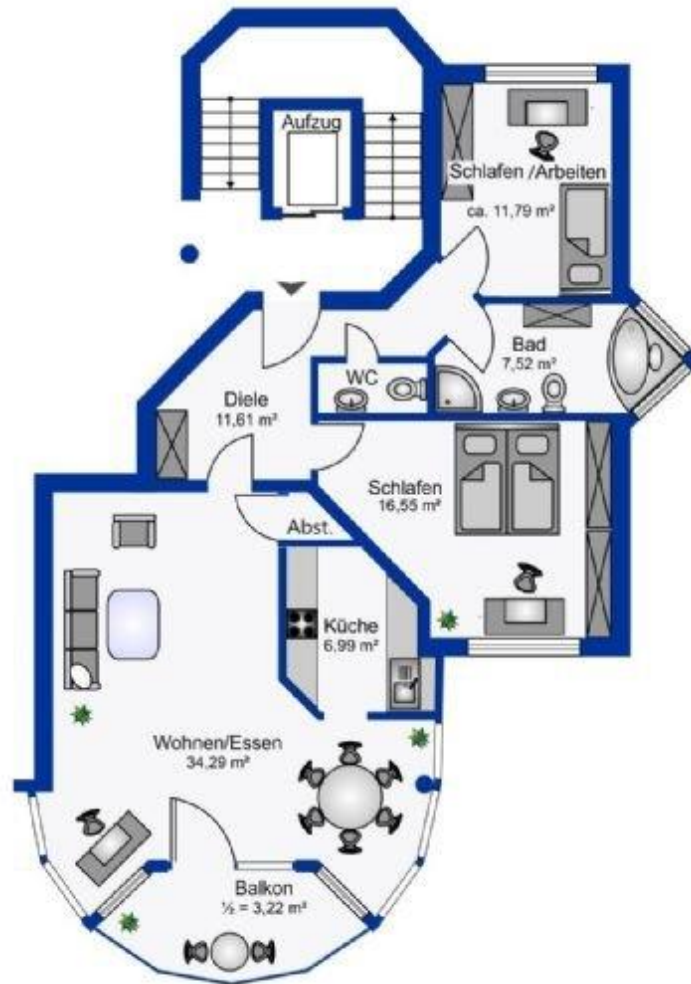 Aufzug
Schlafen /Arbeiten
ca. 11,79 m²
Bad
7,52 m²
WC
Diele
11,61 m²
Schlafen
16,55 m²
Abst.
Küche
6,99 m²
Wohnen/Essen
34,29 m²
Balkon
½ = 3,22 m²